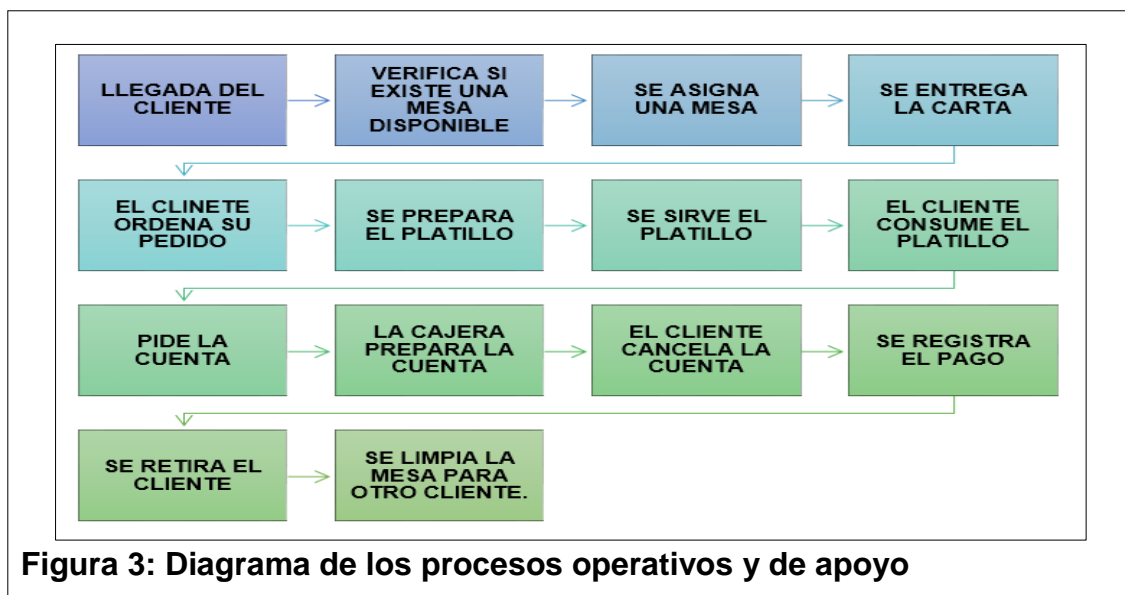 LLEGADA DEL
CLIENTE
VERIFICA SI
EXISTE UNA
MESA
DISPONIBLE
SE ASIGNA
UNA MESA
SE ENTREGA
LA CARTA
EL CLINETE
ORDENA SU
PEDIDO
SE PREPARA
EL PLATILLO
SE SIRVE EL
PLATILLO
EL CLIENTE
CONSUME EL
PLATILLO
PIDE LA
CUENTA
LA CAJERA
PREPARA LA
CUENTA
EL CLIENTE
CANCELA LA
CUENTA
SE REGISTRA
EL PAGO
SE RETIRA EL
CLIENTE
SE LIMPIA LA
MESA PARA
OTRO CLIENTE.
Figura 3: Diagrama de los procesos operativos y de apoyo